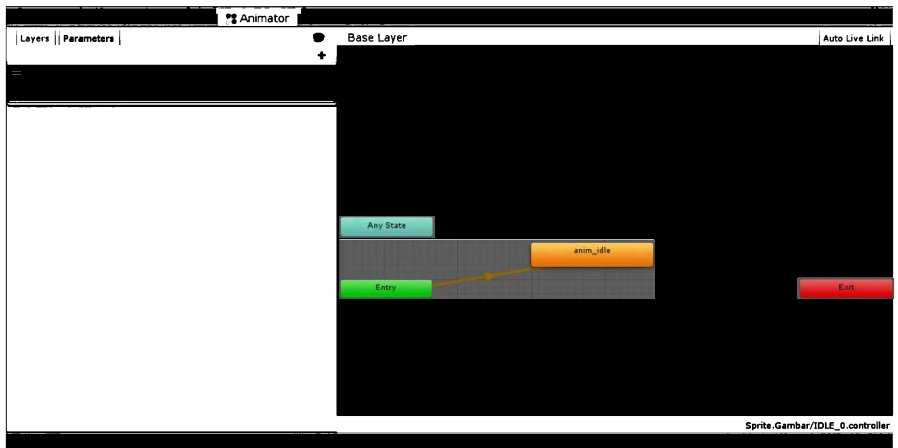 Animator
Layers Parameters
Base Layer Auto Live Link
+
Any State
anim_idle
Entry
Exit
Sprite.Gambar/IDLE_0.controller